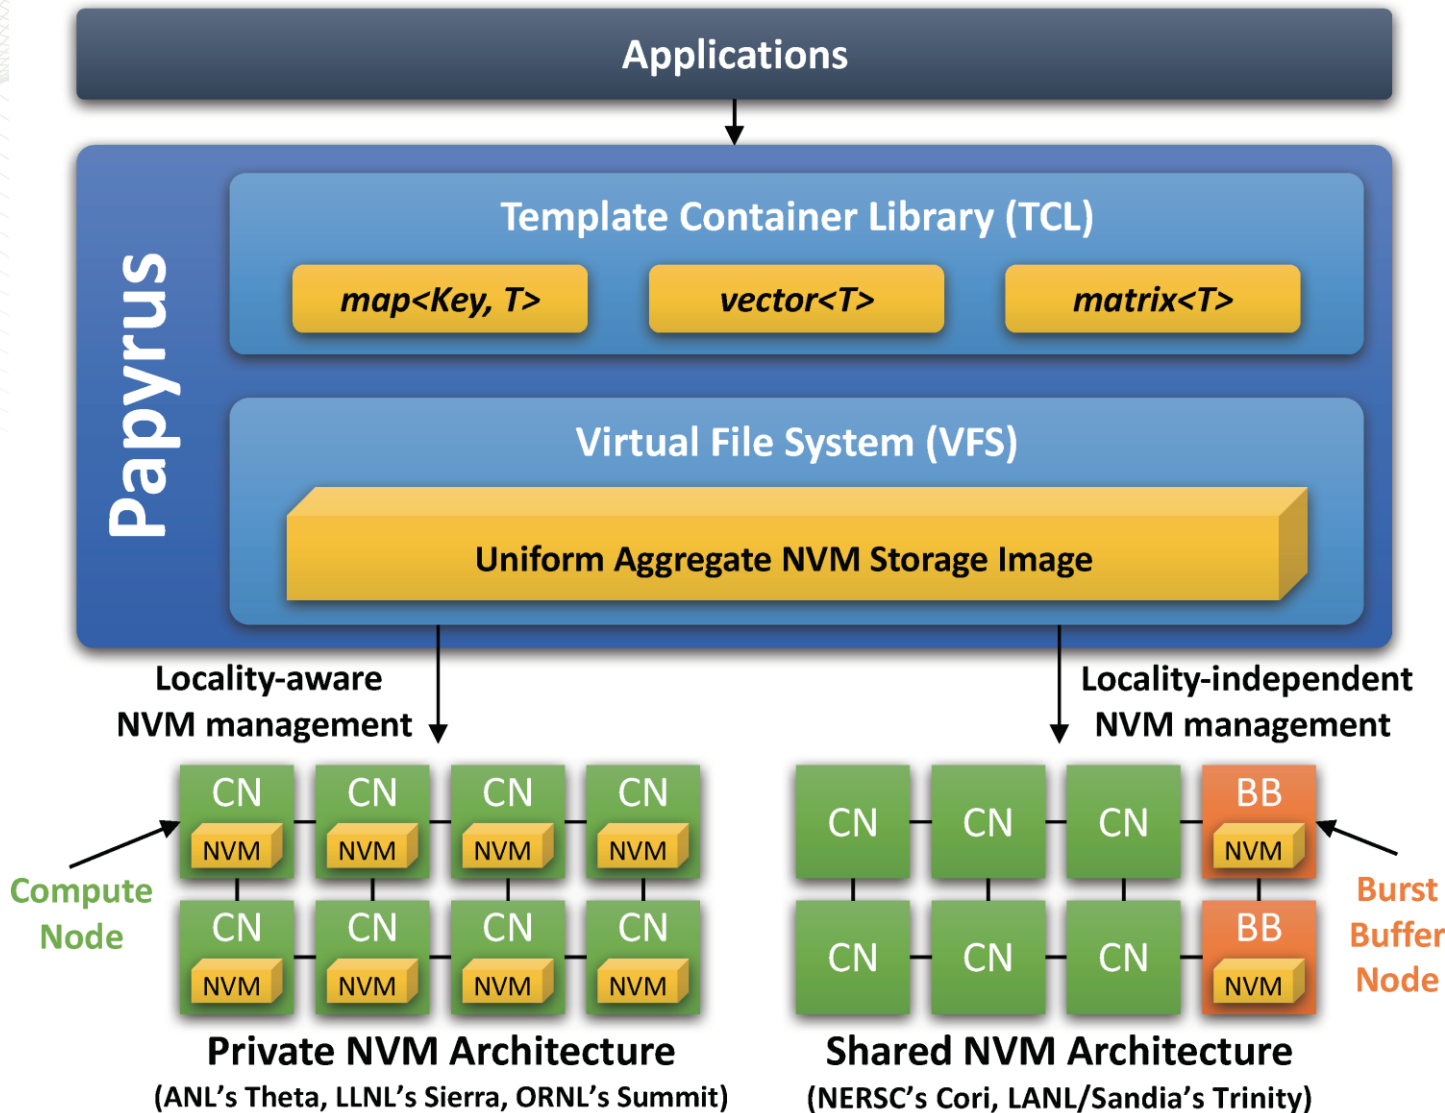 Applications
Papyrus
Template Container Library (TCL)
map<Key, T>
vector<T>
matrix<T>
Virtual File System (VFS)
Uniform Aggregate NVM Storage Image
Locality-aware
NVM management
Locality-independent
NVM management
CN
CN
CN
CN
NVM
NVM
NVM
NVM
CN
CN
CN
CN
NVM
NVM
NVM
NVM
Compute
Node
CN
CN
CN
BB
NVM
CN
CN
CN
BB
NVM
Burst
Buffer
Node
Private NVM Architecture
(ANL's Theta, LLNL's Sierra, ORNL's Summit)
Shared NVM Architecture
(NERSC's Cori, LANL/Sandia's Trinity)